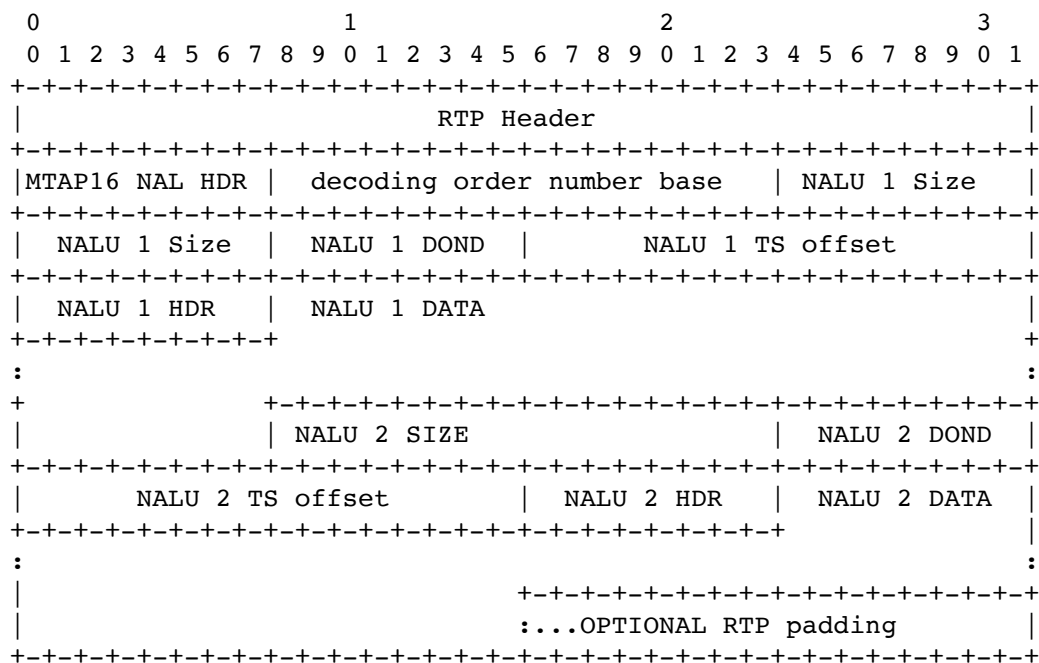 0                   1                   2                   3
 0 1 2 3 4 5 6 7 8 9 0 1 2 3 4 5 6 7 8 9 0 1 2 3 4 5 6 7 8 9 0 1
+-+-+-+-+-+-+-+-+-+-+-+-+-+-+-+-+-+-+-+-+-+-+-+-+-+-+-+-+-+-+-+-+
|                          RTP Header                           |
+-+-+-+-+-+-+-+-+-+-+-+-+-+-+-+-+-+-+-+-+-+-+-+-+-+-+-+-+-+-+-+-+
|MTAP16 NAL HDR |  decoding order number base   | NALU 1 Size   |
+-+-+-+-+-+-+-+-+-+-+-+-+-+-+-+-+-+-+-+-+-+-+-+-+-+-+-+-+-+-+-+-+
|  NALU 1 Size  |  NALU 1 DOND  |       NALU 1 TS offset        |
+-+-+-+-+-+-+-+-+-+-+-+-+-+-+-+-+-+-+-+-+-+-+-+-+-+-+-+-+-+-+-+-+
|  NALU 1 HDR   |  NALU 1 DATA                                  |
+-+-+-+-+-+-+-+-+                                               +
:                                                               :
+               +-+-+-+-+-+-+-+-+-+-+-+-+-+-+-+-+-+-+-+-+-+-+-+-+
|               | NALU 2 SIZE                   |  NALU 2 DOND  |
+-+-+-+-+-+-+-+-+-+-+-+-+-+-+-+-+-+-+-+-+-+-+-+-+-+-+-+-+-+-+-+-+
|       NALU 2 TS offset        |  NALU 2 HDR   |  NALU 2 DATA  |
+-+-+-+-+-+-+-+-+-+-+-+-+-+-+-+-+-+-+-+-+-+-+-+-+               |
:                                                               :
|                               +-+-+-+-+-+-+-+-+-+-+-+-+-+-+-+-+
|                               :...OPTIONAL RTP padding        |
+-+-+-+-+-+-+-+-+-+-+-+-+-+-+-+-+-+-+-+-+-+-+-+-+-+-+-+-+-+-+-+-+